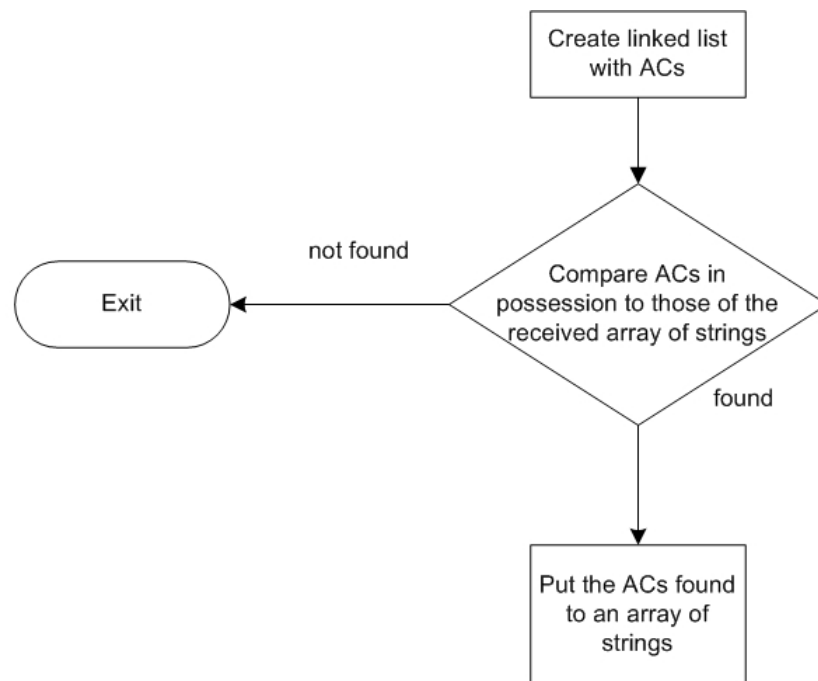 Create linked list
with ACs
not found
Exit
Compare ACs in
possession to those of the
received array of strings
found
Put the ACs found
to an array of
strings